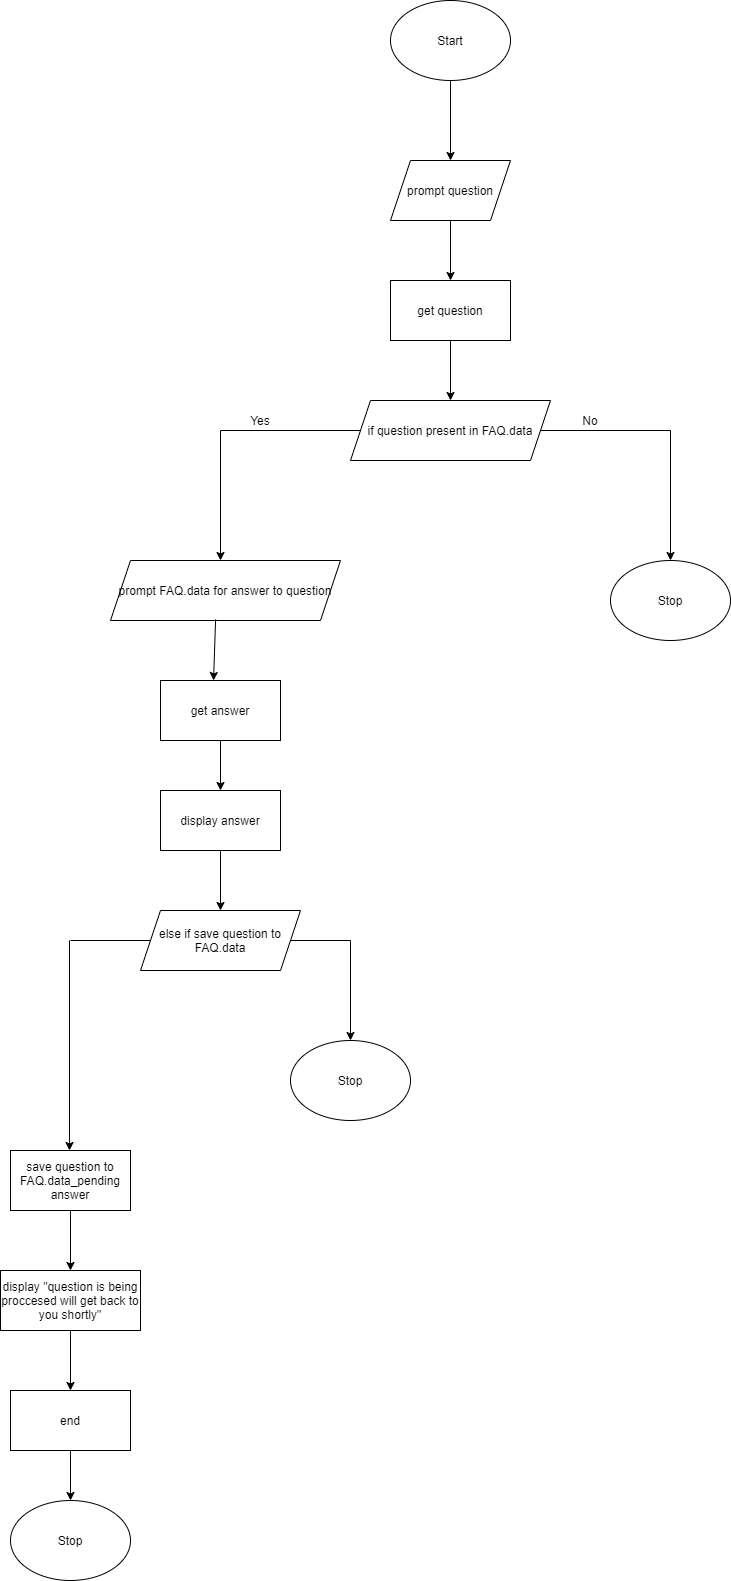 Start
prompt question
get question
if question present in FAQ.data
Yes
No
prompt FAQ.data for answer to question
Stop
get answer
display answer
else if save question to
FAQ.data
Stop
save question to
FAQ.data_pending
answer
display "question is being
proccesed will get back to
you shortly"
end
Stop